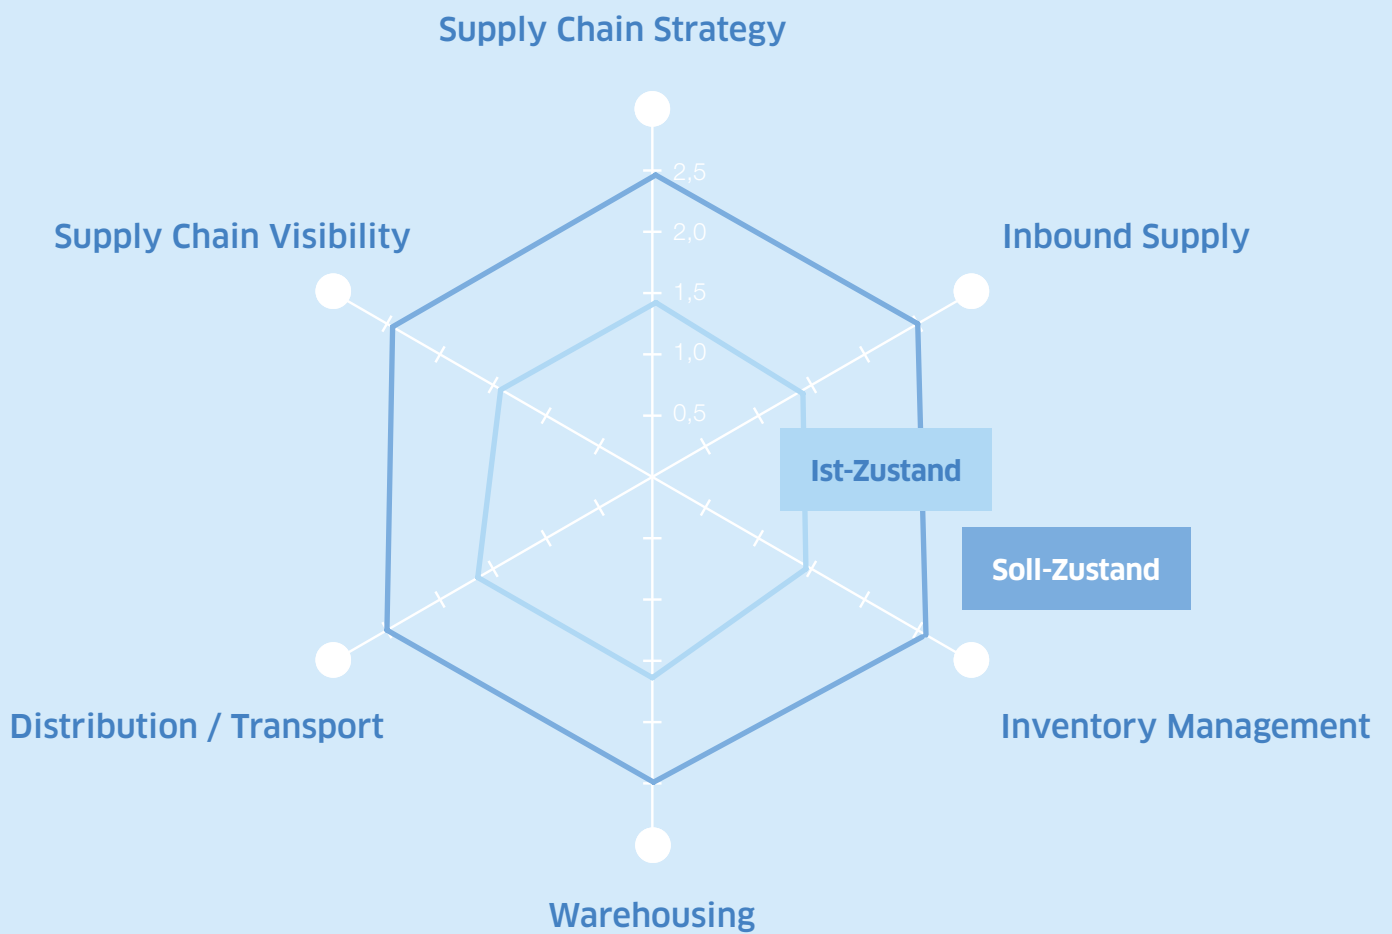 Supply Chain Strategy
2,5
2,0
Supply Chain Visibility
Inbound Supply
1,5
1,0
0,5
Ist-Zustand
Soll-Zustand
Distribution / Transport
Inventory Management
Warehousing